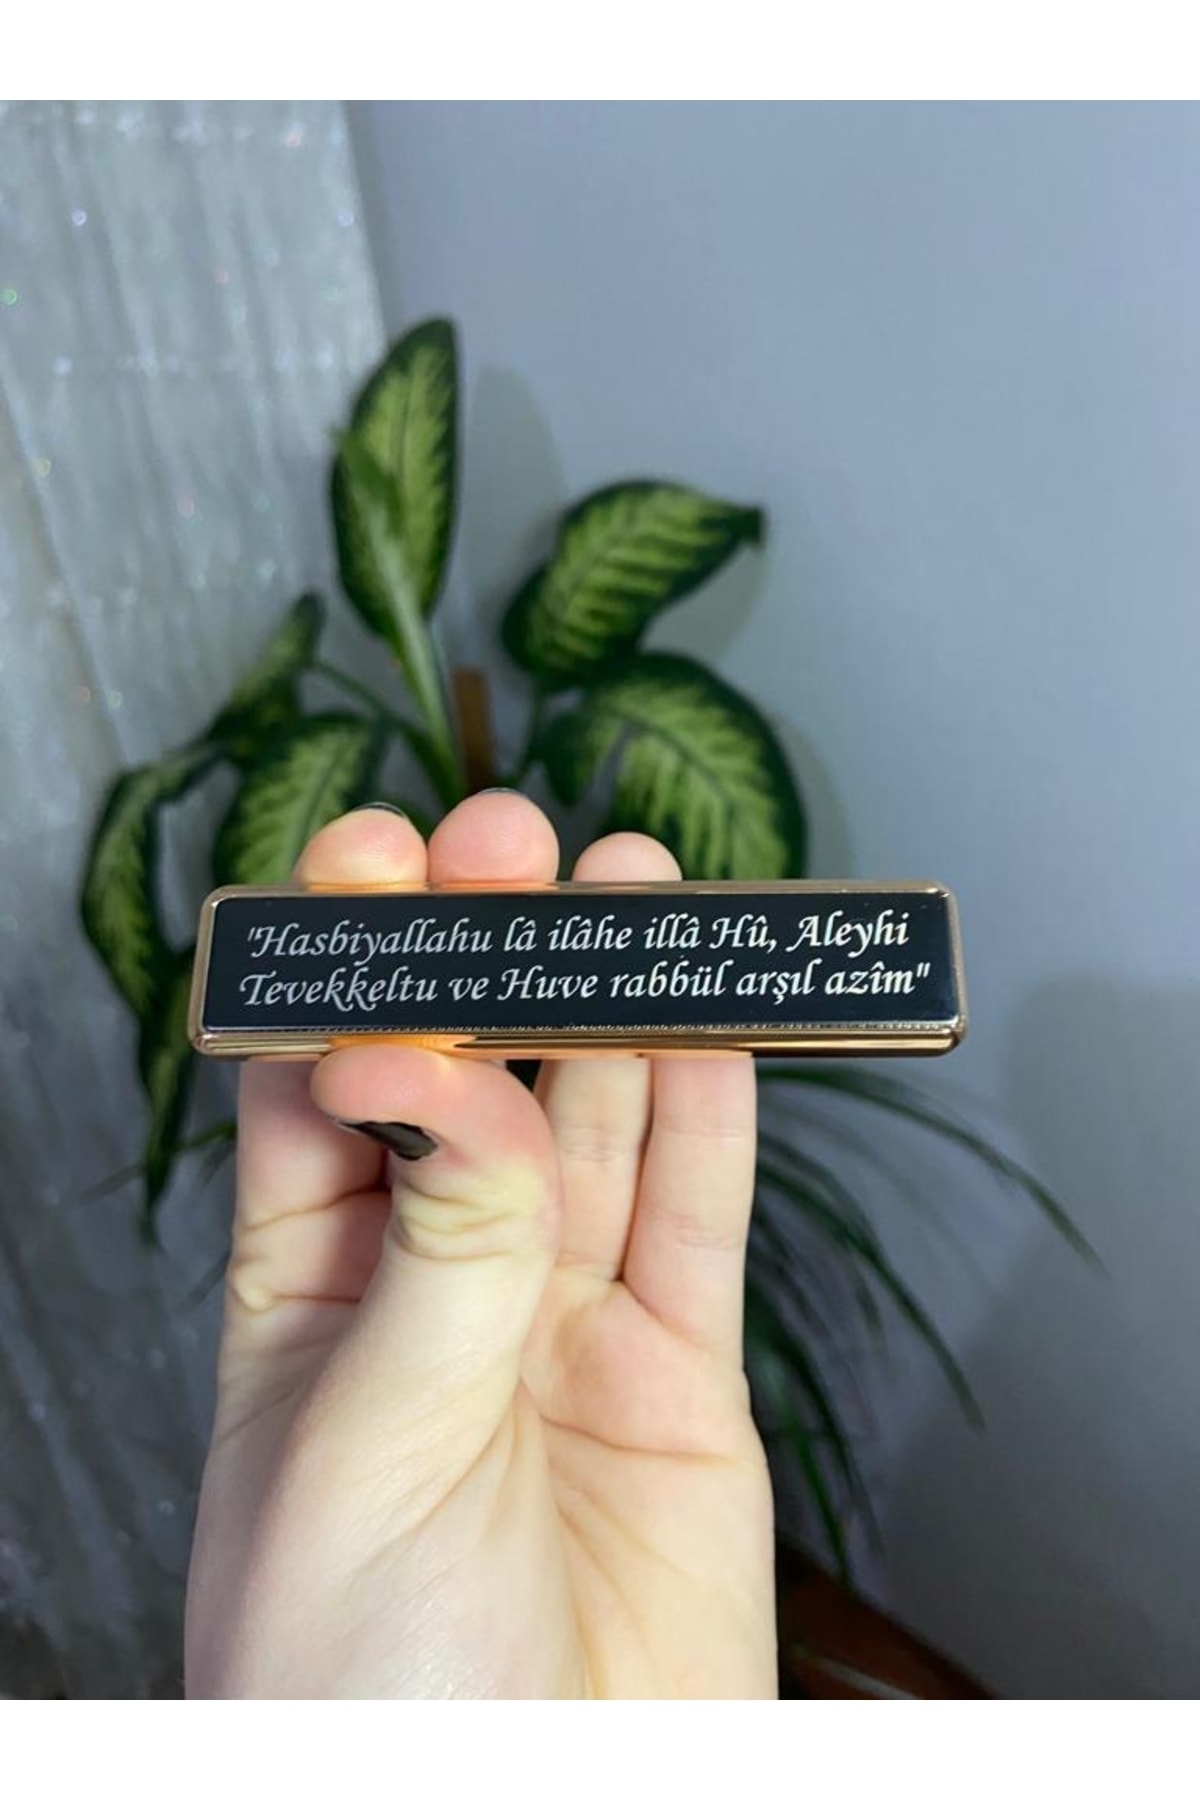 "Hasbiyallahu lâ ilâhe illâ Hû, Aleyhi
Tevekkeltu ve Huve rabbül arşıl azîm"